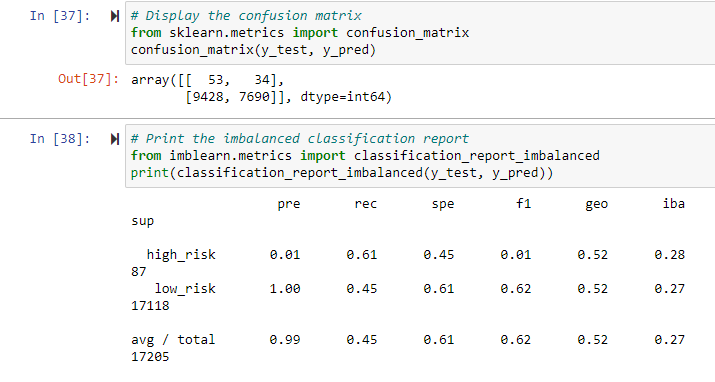 In [37]: # Display the confusion matrix
from sklearn.metrics import confusion_matrix
confusion_matrix(y_test, y_pred)
Out[37]: array([[  53,   34],
       [9428, 7690]], dtype=int64)
In [38]: # Print the imbalanced classification report
from imblearn.metrics import classification_report_imbalanced
print(classification_report_imbalanced(y_test, y_pred))
pre rec spe f1 geo iba
sup
high_risk 0.01 0.61 0.45 0.01 0.52 0.28
87
low_risk 1.00 0.45 0.61 0.62 0.52 0.27
17118
avg / total 0.99 0.45 0.61 0.62 0.52 0.27
17205